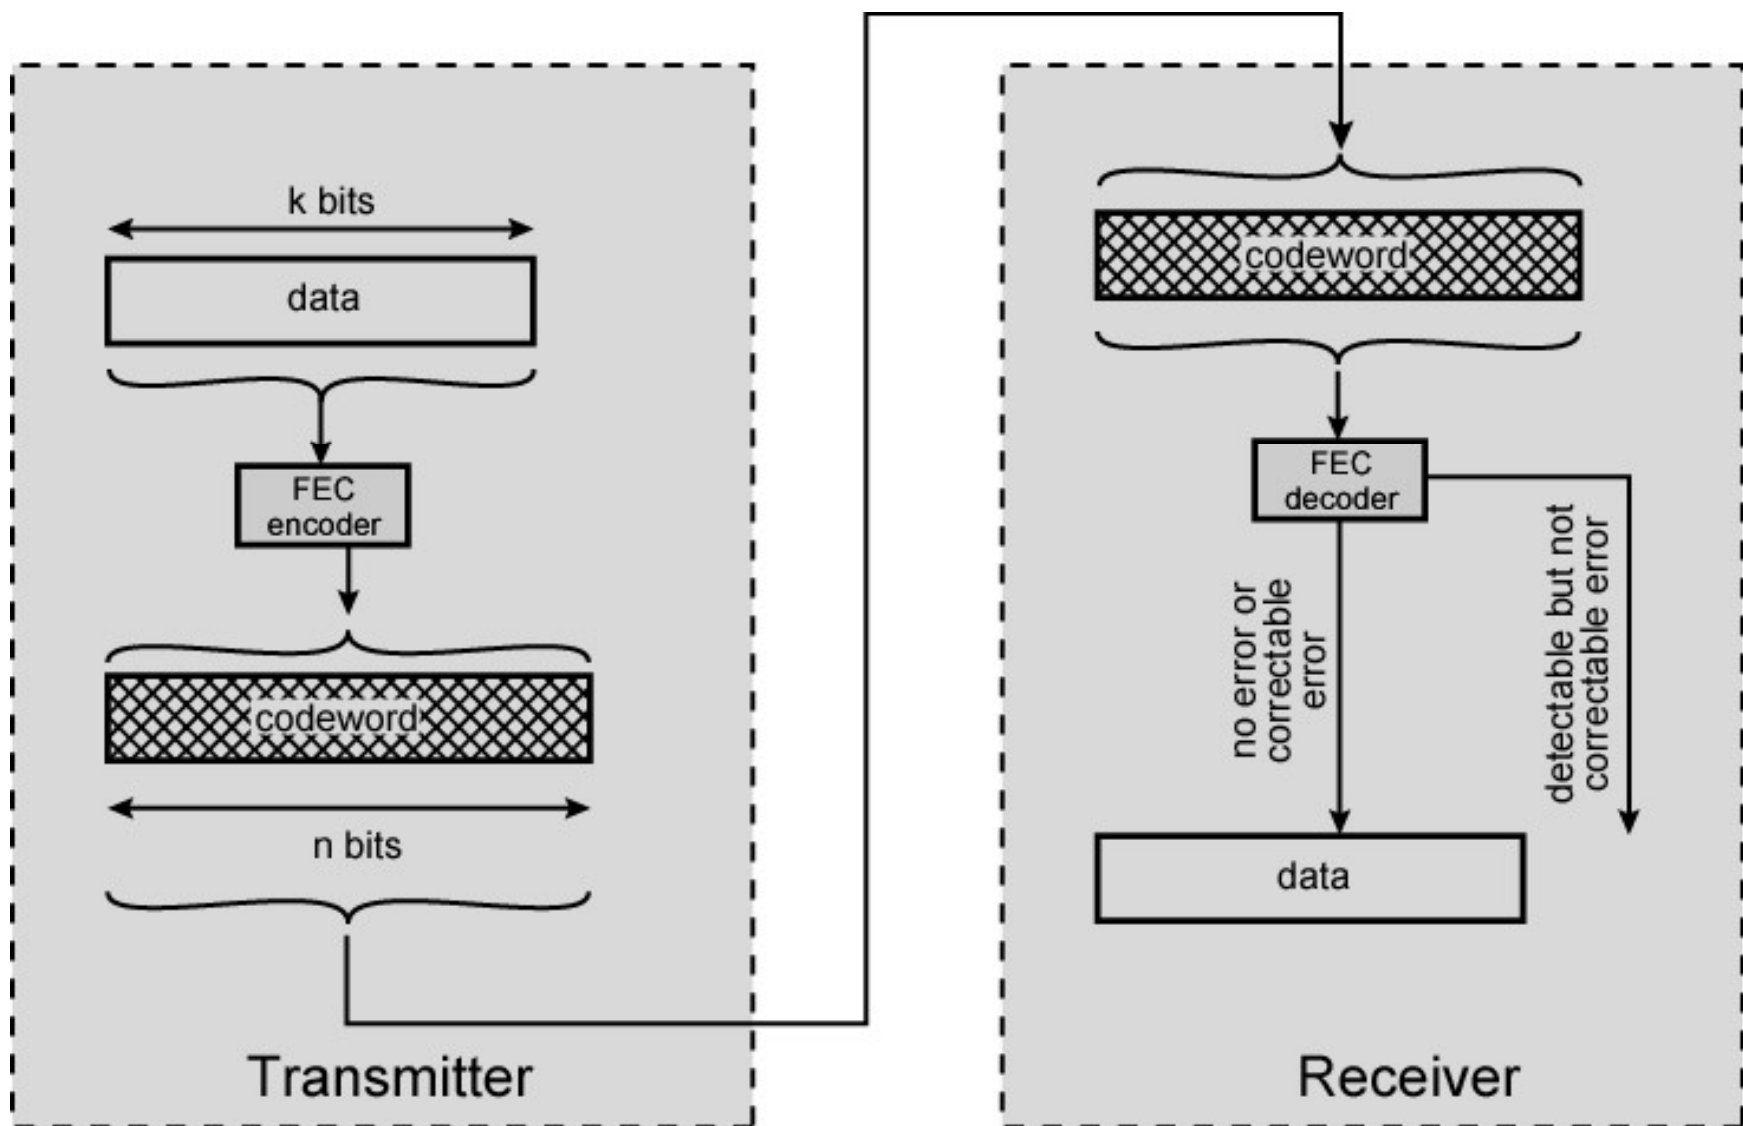 k bits
data
FEC
encoder
codeword
n bits
Transmitter
codeword
FEC
decoder
no error or
correctable
error
detectable but not
correctable error
data
Receiver